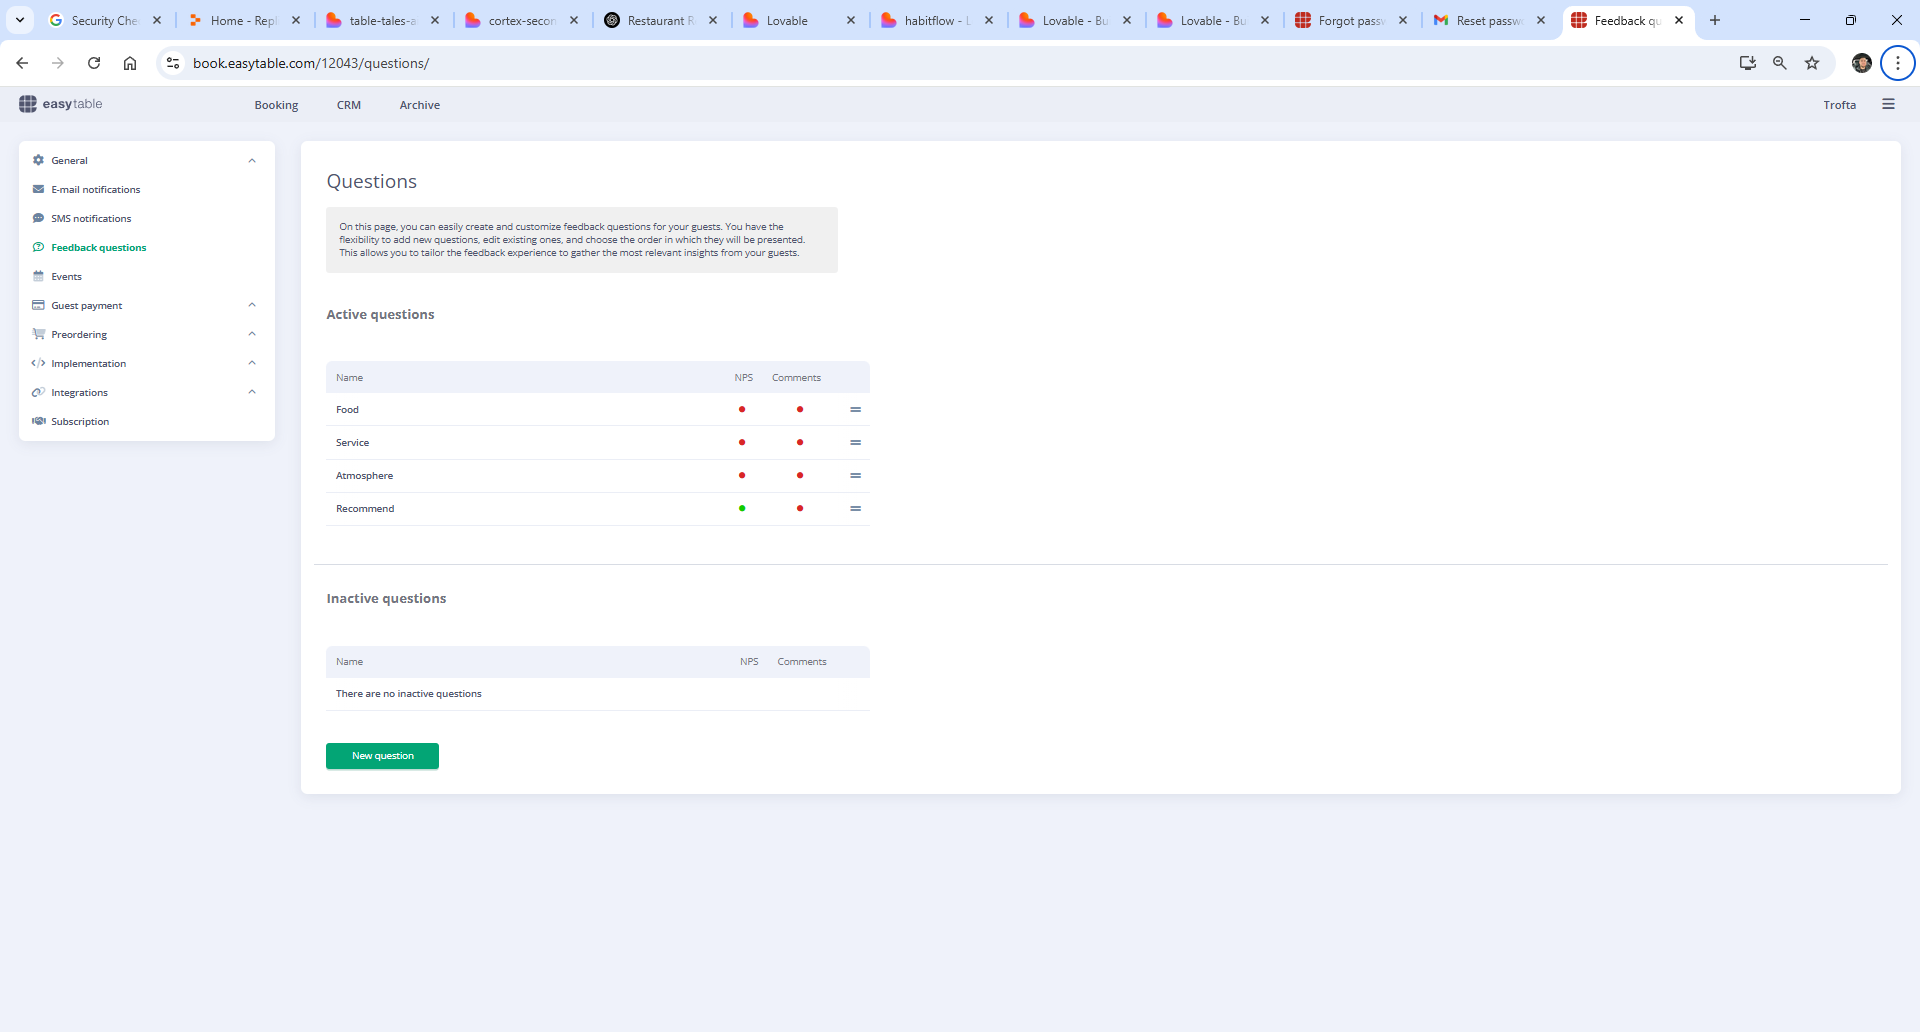 Security Che
Home - Repl
table-tales-a
cortex-secon
Restaurant R
Lovable
habitflow - L
Lovable - Bu
Lovable - Bu
Forgot passw
Reset passwo
Feedback qu
book.easytable.com/12043/questions/
easytable
Booking
CRM
Archive
Trofta
General
E-mail notifications
SMS notifications
Feedback questions
Events
Guest payment
Preordering
Implementation
Integrations
Subscription
Questions
On this page, you can easily create and customize feedback questions for your guests. You have the
flexibility to add new questions, edit existing ones, and choose the order in which they will be presented.
This allows you to tailor the feedback experience to gather the most relevant insights from your guests.
Active questions
Name NPS Comments
Food
Service
Atmosphere
Recommend
Inactive questions
Name NPS Comments
There are no inactive questions
New question